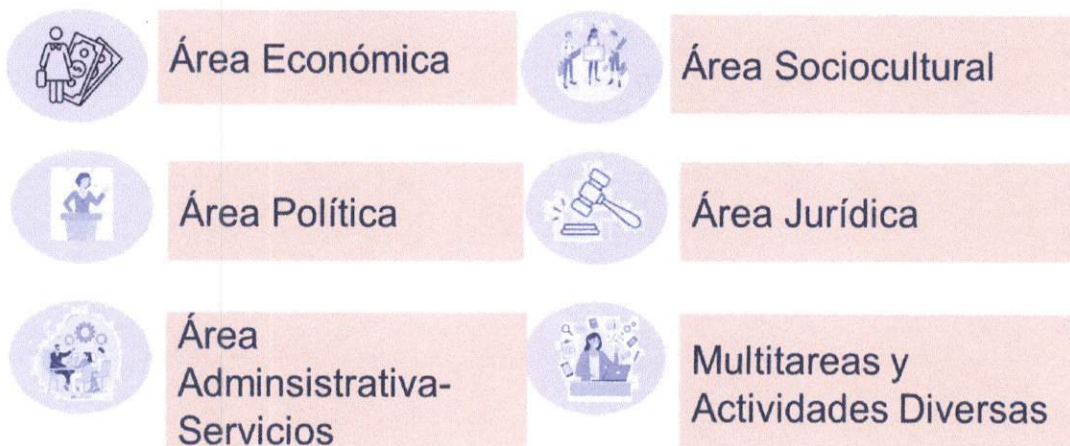 Área Económica
Área Sociocultural
Área Política
Área Jurídica
Área
Adminsistrativa-
Servicios
Multitareas y
Actividades Diversas